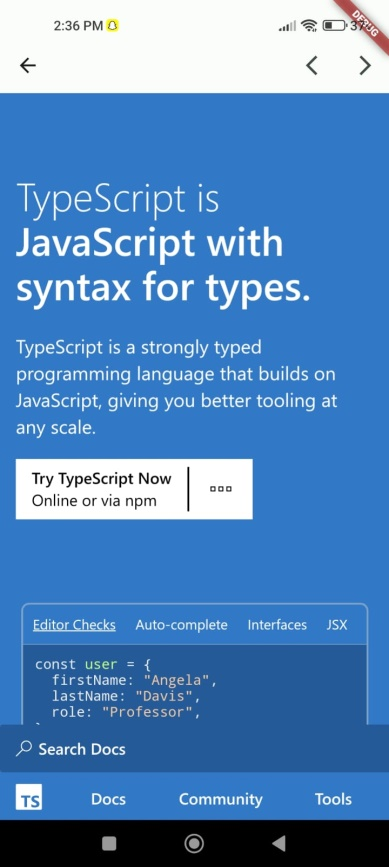 2:36 PM
DEBUG
TypeScript is
JavaScript with
syntax for types.
TypeScript is a strongly typed
programming language that builds on
JavaScript, giving you better tooling at
any scale.
Try TypeScript Now
Online or via npm
Editor Checks Auto-complete Interfaces JSX
const user = {
firstName: "Angela",
lastName: "Davis",
role: "Professor",
Search Docs
TS Docs Community Tools